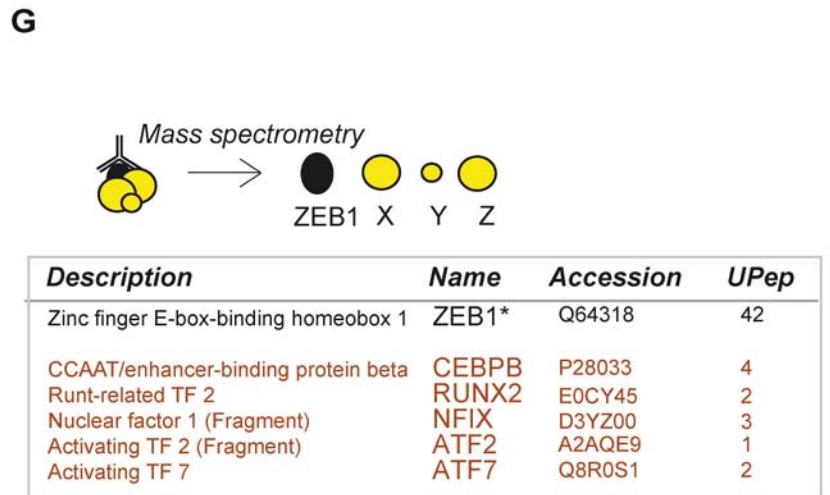 G
Mass spectrometry
ZEB1 X Y Z
Description Name Accession UPep
Zinc finger E-box-binding homeobox 1 ZEB1* Q64318 42
CCAAT/enhancer-binding protein beta CEBPB P28033 4
Runt-related TF 2 RUNX2 E0CY45 2
Nuclear factor 1 (Fragment) NFIX D3YZ00 3
Activating TF 2 (Fragment) ATF2 A2AQE9 1
Activating TF 7 ATF7 Q8R0S1 2